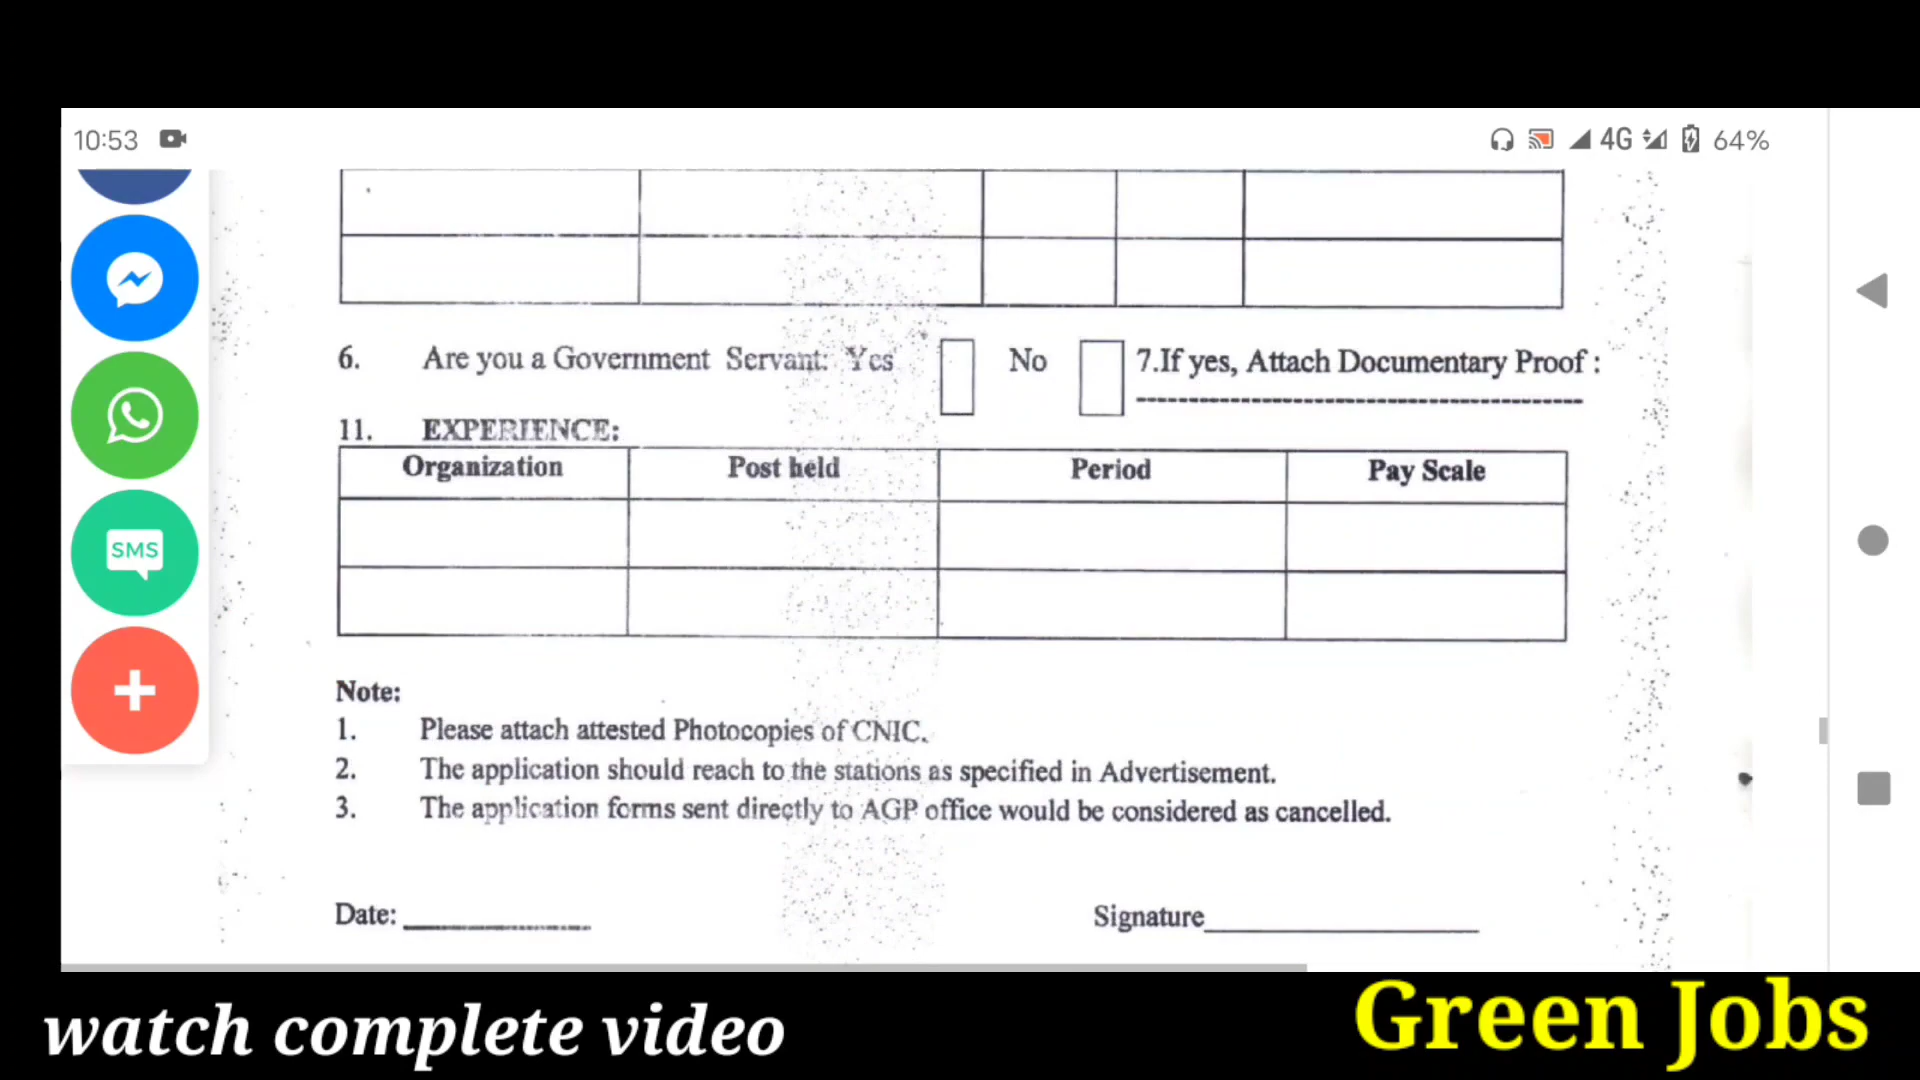 10:53 4G 64%
6. Are you a Government Servant: Yes No 7.If yes, Attach Documentary Proof :
11. EXPERIENCE:
Organization Post held Period Pay Scale
SMS
Note:
1. Please attach attested Photocopies of CNIC.
2. The application should reach to the stations as specified in Advertisement.
3. The application forms sent directly to AGP office would be considered as cancelled.
Date: Signature
watch complete video
Green Jobs